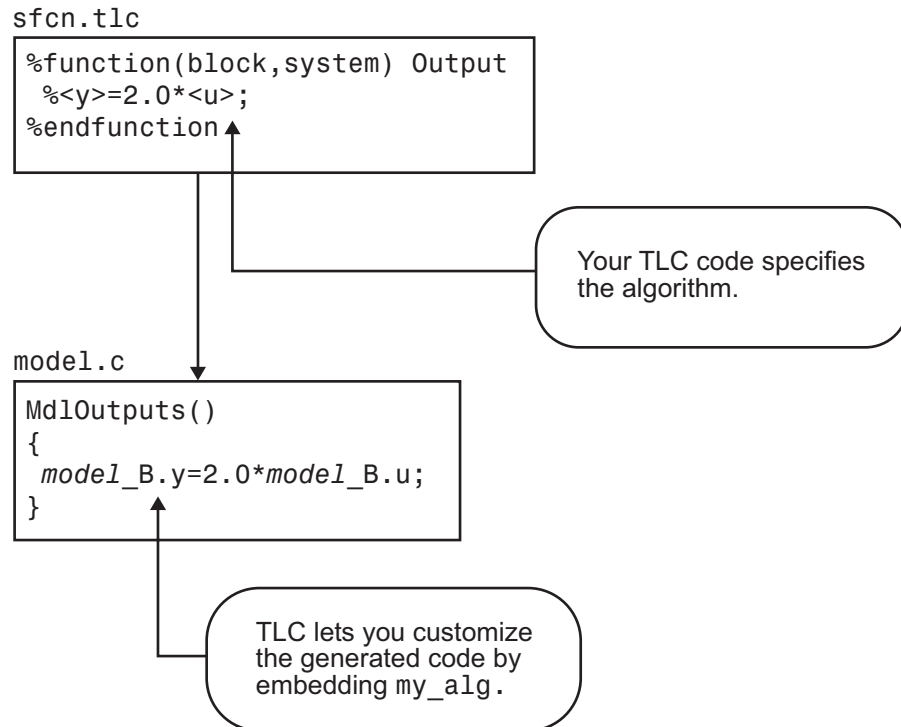 sfcn.tlc
%function(block,system) Output
%<y>=2.0*<u>;
%endfunction
Your TLC code specifies
the algorithm.
model.c
MdlOutputs()
{
model_B.y=2.0*model_B.u;
}
TLC lets you customize
the generated code by
embedding my_alg.